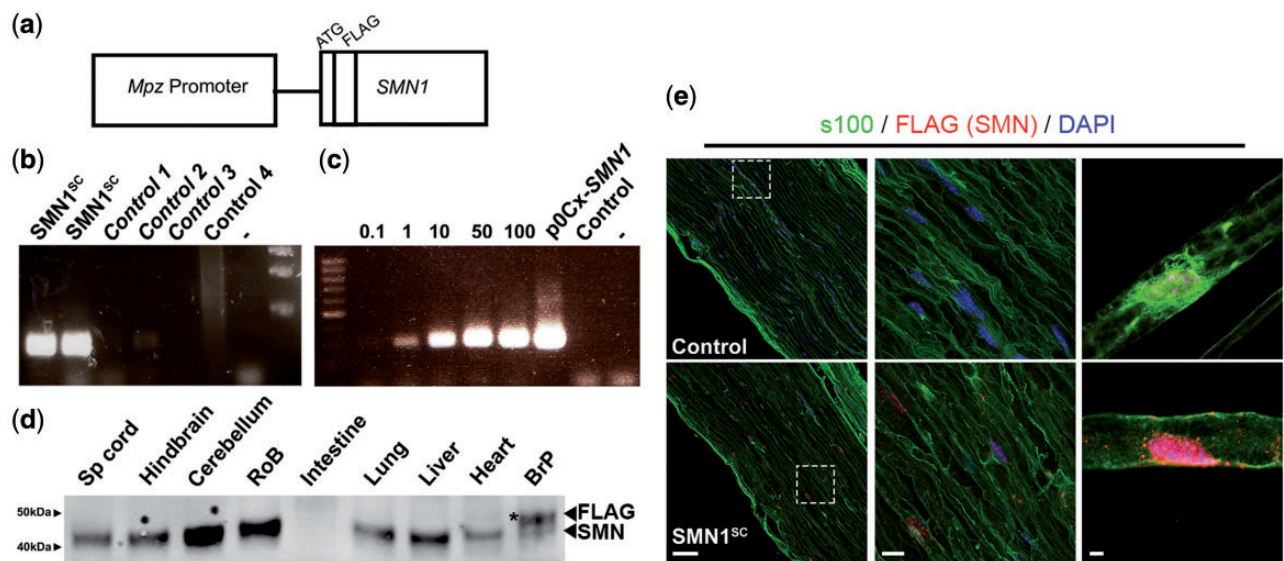 (a)
ATG
FLAG
Mpz Promoter
SMN1
(b)
SMN1SC
SMN1SC
Control 1
Control 2
Control 3
Control 4
-
(c)
0.1 1 10 50 100
p0Cx-SMN1
Control
-
(d)
Sp cord
Hindbrain
Cerebellum
RoB
Intestine
Lung
Liver
Heart
BrP
50kDa
40kDa
*
FLAG
SMN
(e)
s100 / FLAG (SMN) / DAPI
Control
SMN1SC